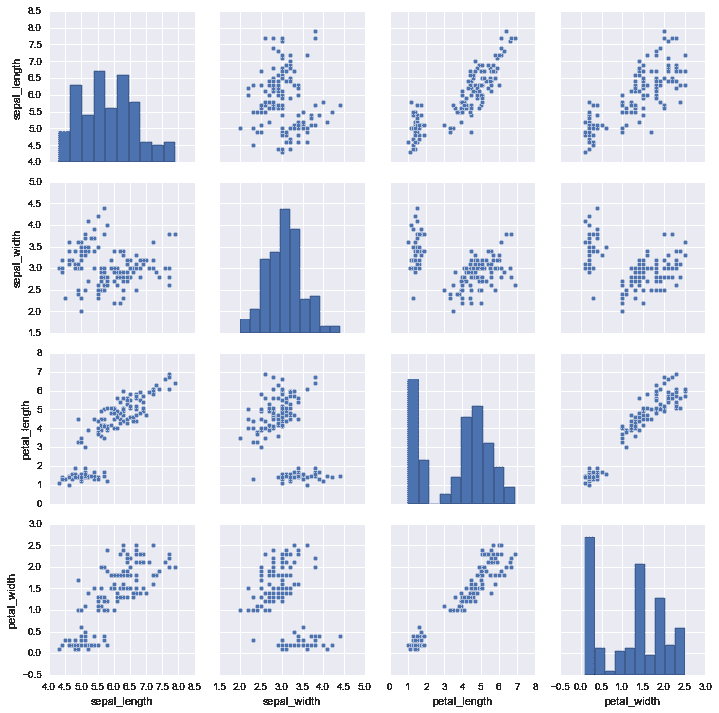 8.5
8.0
7.5
7.0
6.5
6.0
5.5
5.0
4.5
4.0
sepal_length
5.0
4.5
4.0
3.5
3.0
2.5
2.0
1.5
sepal_width
8
7
6
5
4
3
2
1
0
petal_length
3.0
2.5
2.0
1.5
1.0
0.5
0.0
−0.5
petal_width
4.0 4.5 5.0 5.5 6.0 6.5 7.0 7.5 8.0 8.5
sepal_length
1.5 2.0 2.5 3.0 3.5 4.0 4.5 5.0
sepal_width
0 1 2 3 4 5 6 7 8
petal_length
−0.5 0.0 0.5 1.0 1.5 2.0 2.5 3.0
petal_width